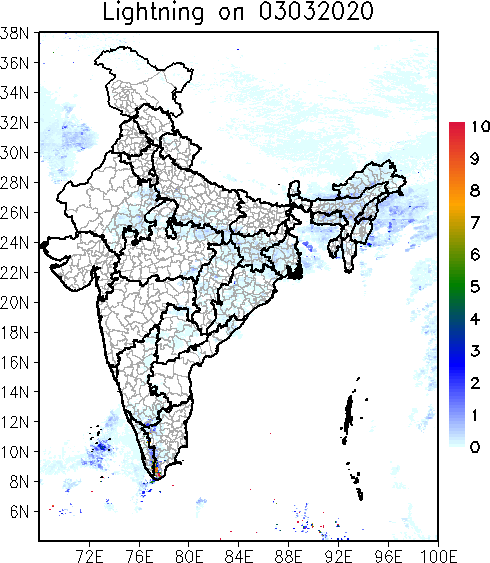 Lightning on 03032020
38N
36N
34N
32N
30N
28N
26N
24N
22N
20N
18N
16N
14N
12N
10N
8N
6N
72E 76E 80E 84E 88E 92E 96E 100E
10
9
8
7
6
5
4
3
2
1
0